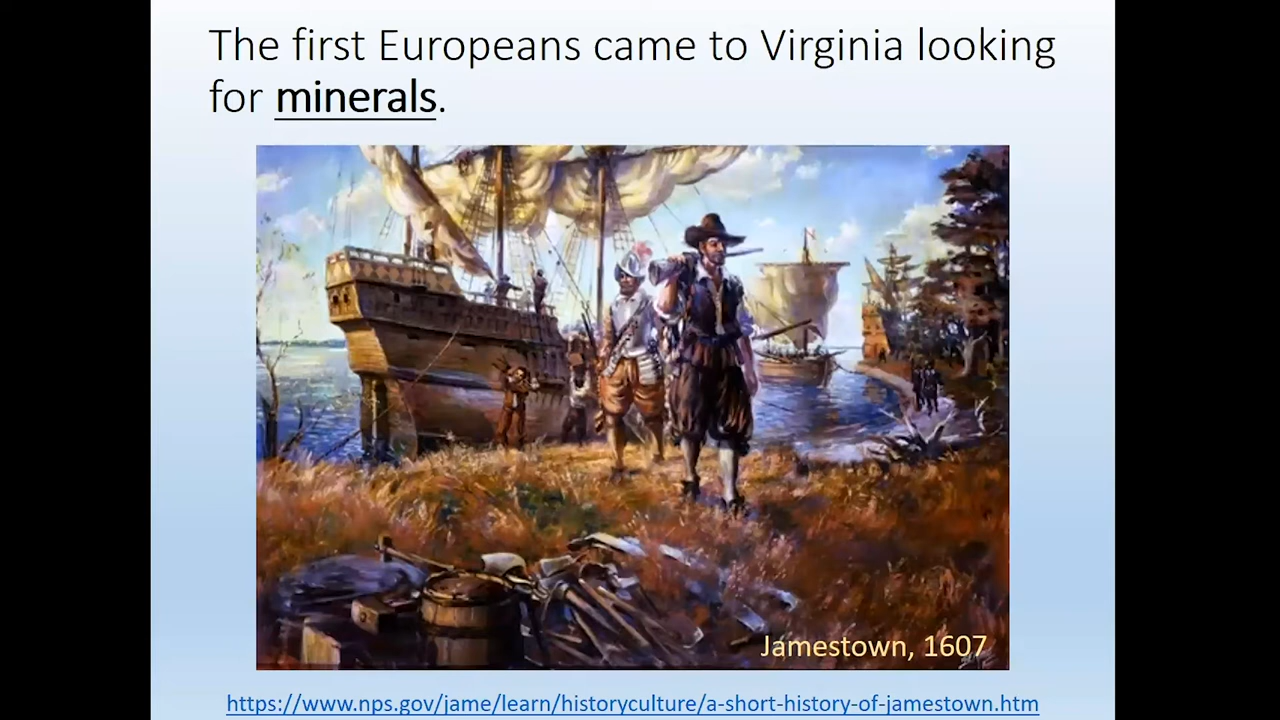 The first Europeans came to Virginia looking
for minerals.
Jamestown, 1607
https://www.nps.gov/jame/learn/historyculture/a-short-history-of-jamestown.htm